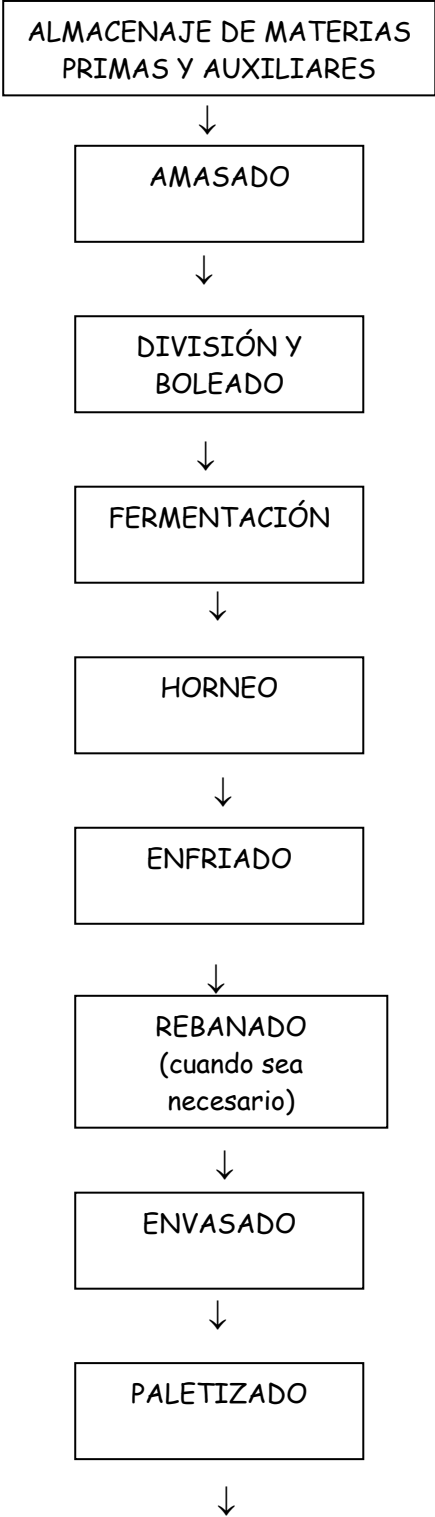 ALMACENAJE DE MATERIAS
PRIMAS Y AUXILIARES
↓
AMASADO
↓
DIVISIÓN Y
BOLEADO
↓
FERMENTACIÓN
↓
HORNEO
↓
ENFRIADO
↓
REBANADO
(cuando sea
necesario)
↓
ENVASADO
↓
PALETIZADO
↓